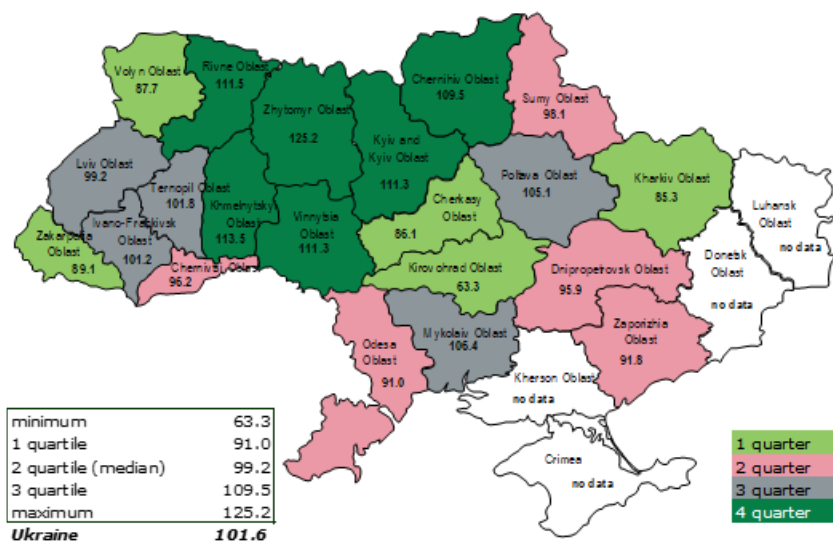 Volyn Oblast
87.7
Rivne Oblast
111.5
Zhytomyr Oblast
125.2
Kyiv and
Kyiv Oblast
111.3
Chernihiv Oblast
109.5
Sumy Oblast
98.1
Lviv Oblast
99.2
Ternopil Oblast
101.8
Khmelnytsky
Oblast
113.5
Vinnytsia
Oblast
111.3
Cherkasy
Oblast
86.1
Poltava Oblast
105.1
Kharkiv Oblast
85.3
Luhansk
Oblast
no data
Zakarpattia
Oblast
89.1
Ivano-Frankivsk
Oblast
101.2
Chernivtsi Oblast
96.2
Kirovohrad Oblast
63.3
Dnipropetrovsk Oblast
95.9
Donetsk
Oblast
no data
Odesa
Oblast
91.0
Mykolaiv Oblast
106.4
Zaporizhia
Oblast
91.8
Kherson Oblast
no data
Crimea
no data
minimum 63.3
1 quartile 91.0
2 quartile (median) 99.2
3 quartile 109.5
maximum 125.2
Ukraine 101.6
1 quarter
2 quarter
3 quarter
4 quarter